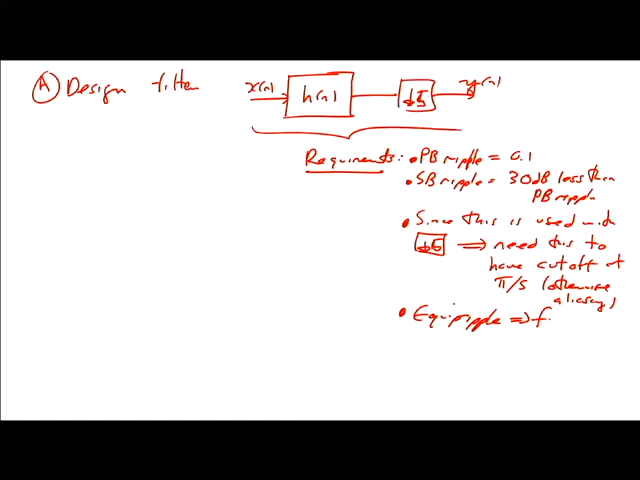 (A) Design filter
x(n) h(n) ↓5 y(n)
Requirements: • PB ripple = 0.1
• SB ripple = 30dB less than
PB ripple
• Since this is used with
↓5 ⟹ need this to
have cutoff at
π/5 (otherwise
aliasing)
• Equiripple ⟹ f.